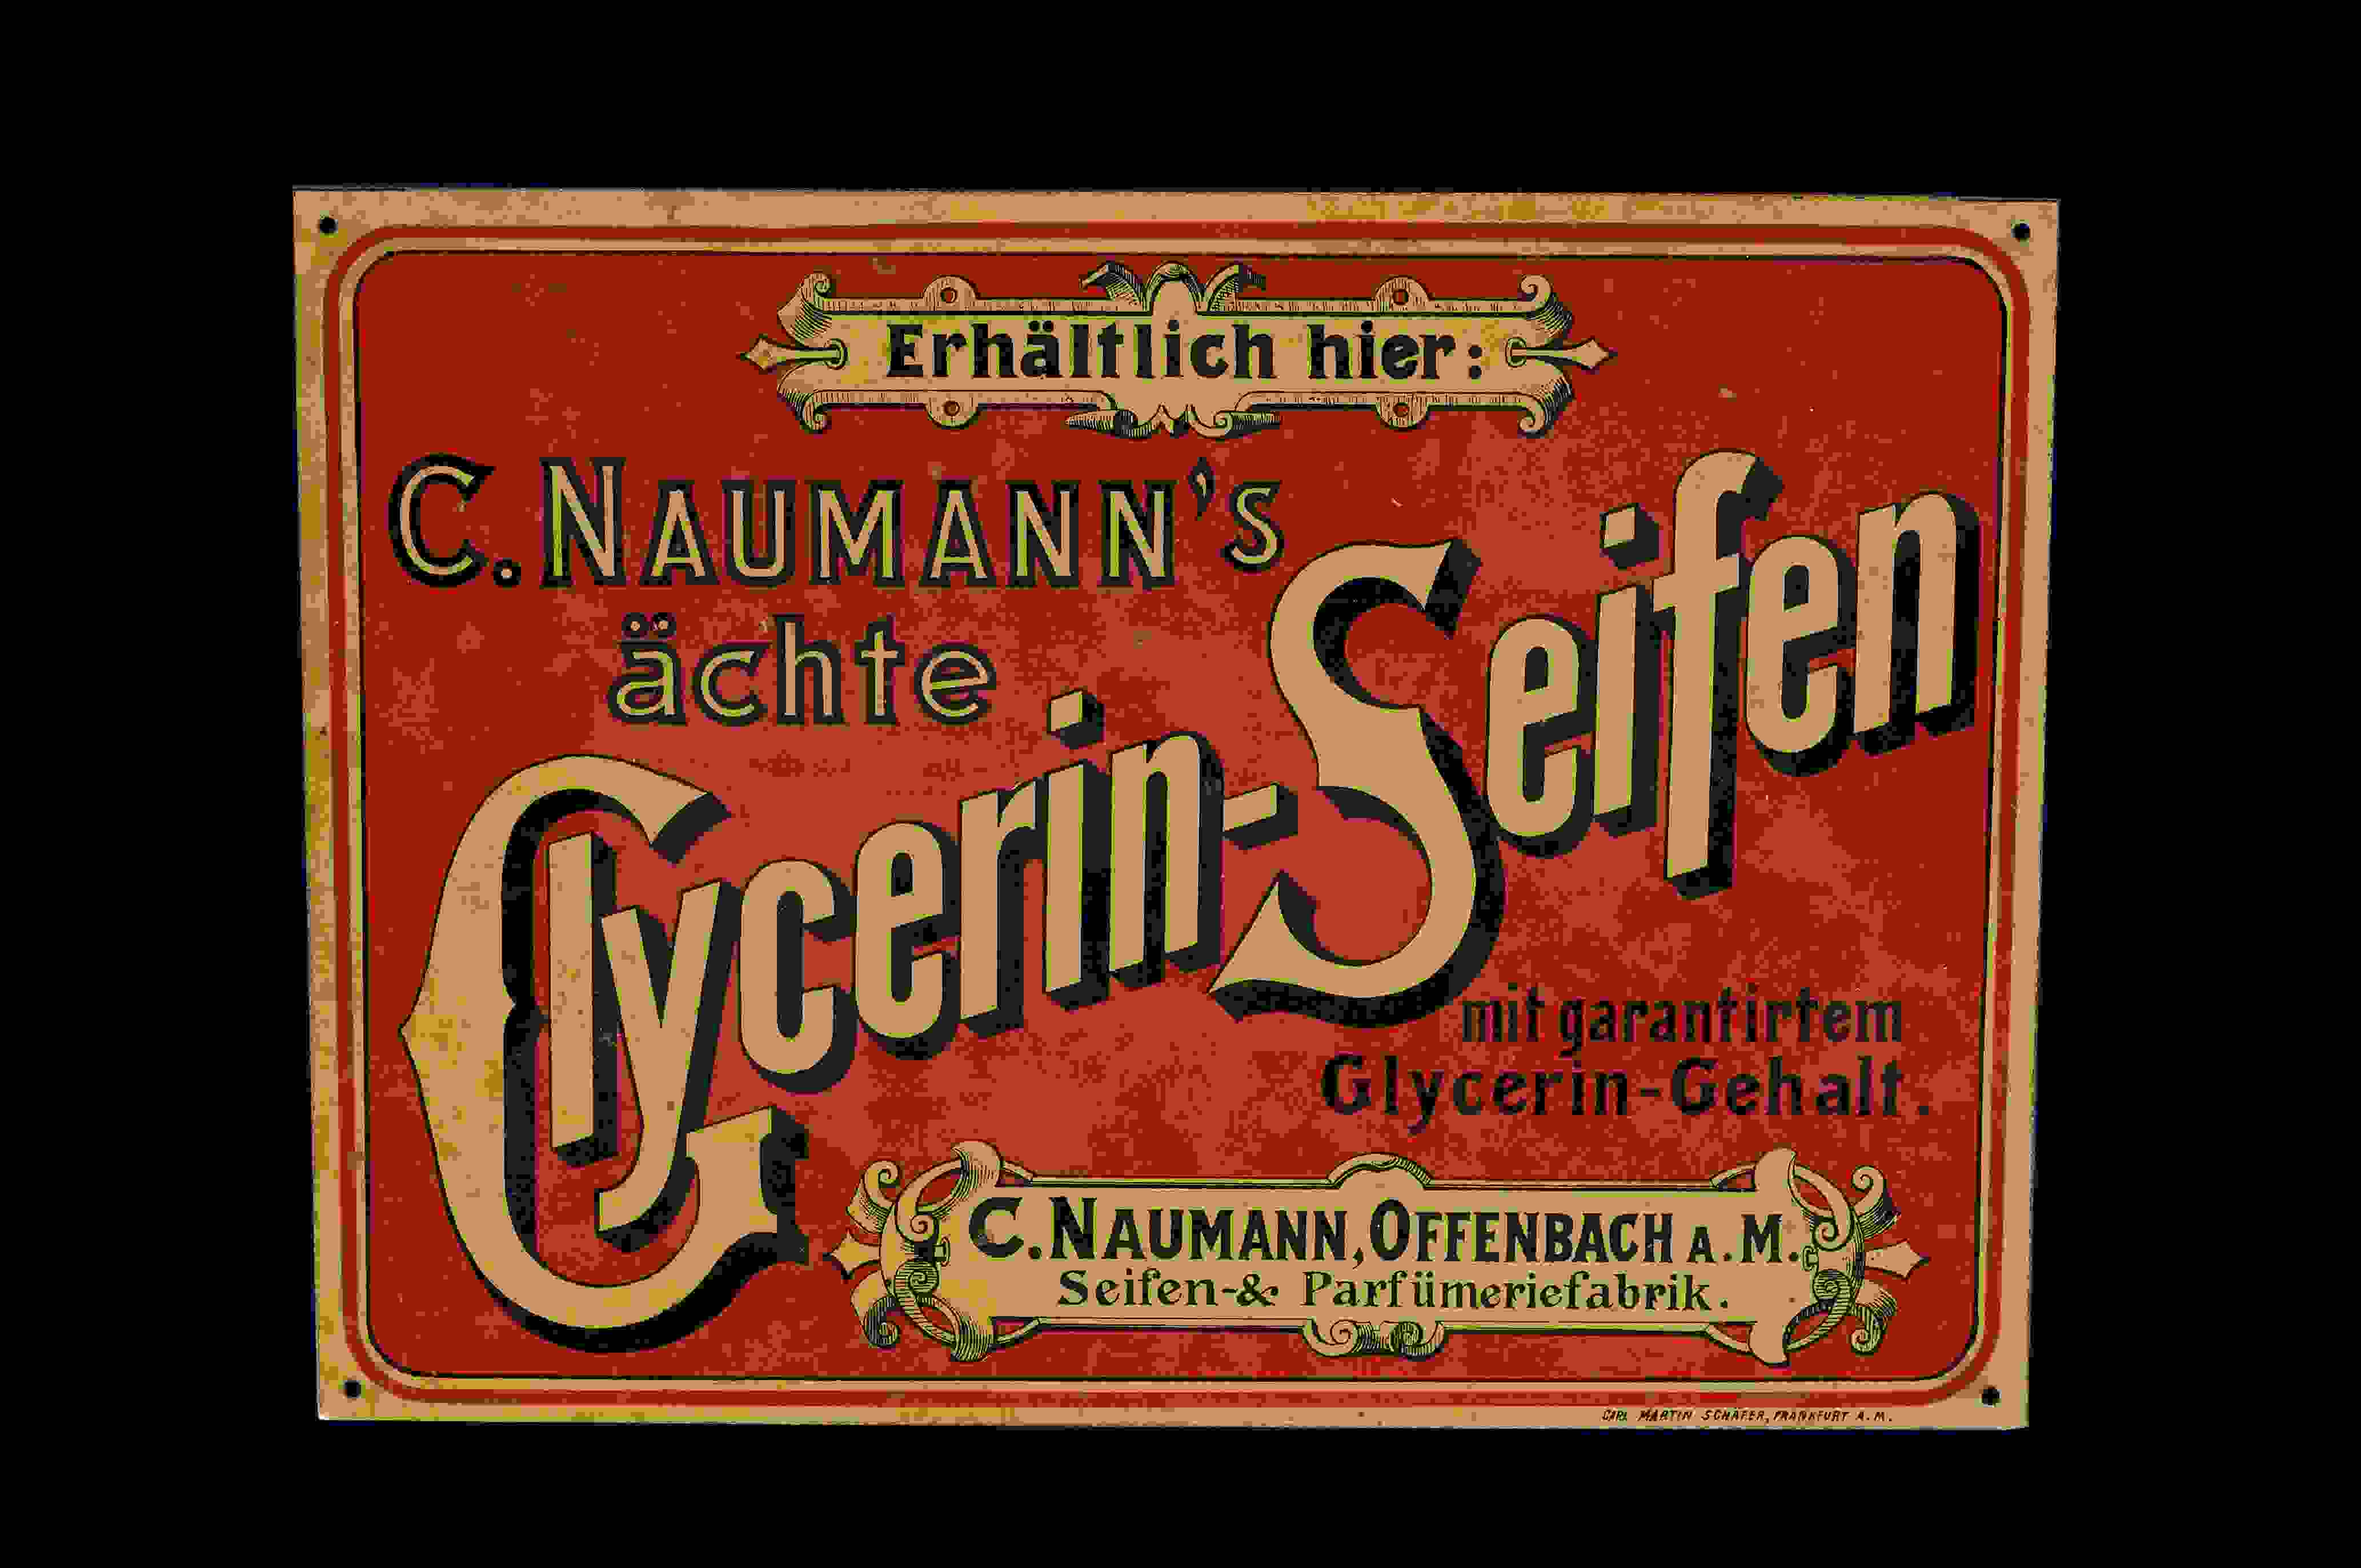 Erhältlich hier:
C. NAUMANN'S
ächte
Glycerin-Seifen
mit garantirtem
Glycerin-Gehalt.
C. NAUMANN, OFFENBACH A. M.
Seifen-& Parfümeriefabrik.
CARL MARTIN SCHÄFER, FRANKFURT A. M.